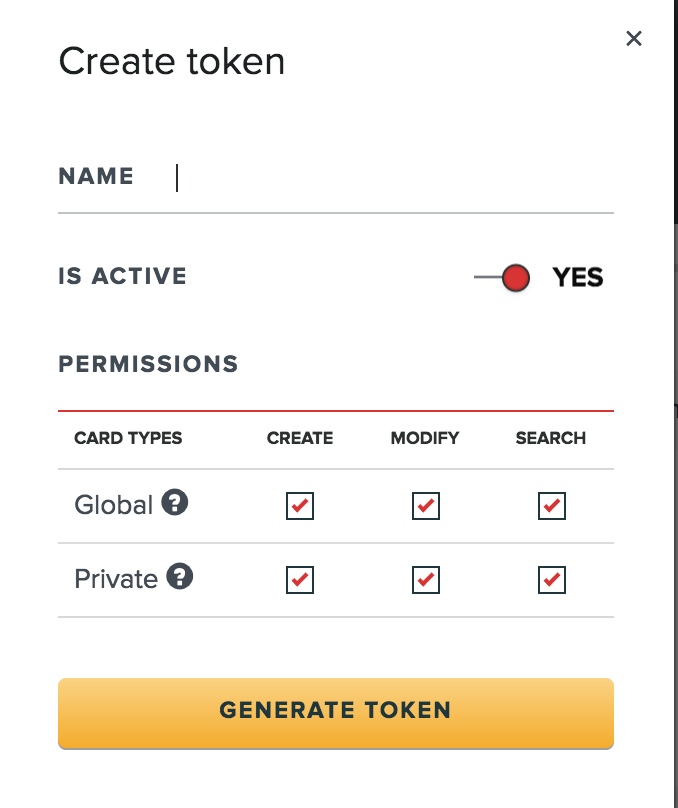 Create token
NAME
IS ACTIVE YES
PERMISSIONS
CARD TYPES CREATE MODIFY SEARCH
Global ?
Private ?
GENERATE TOKEN